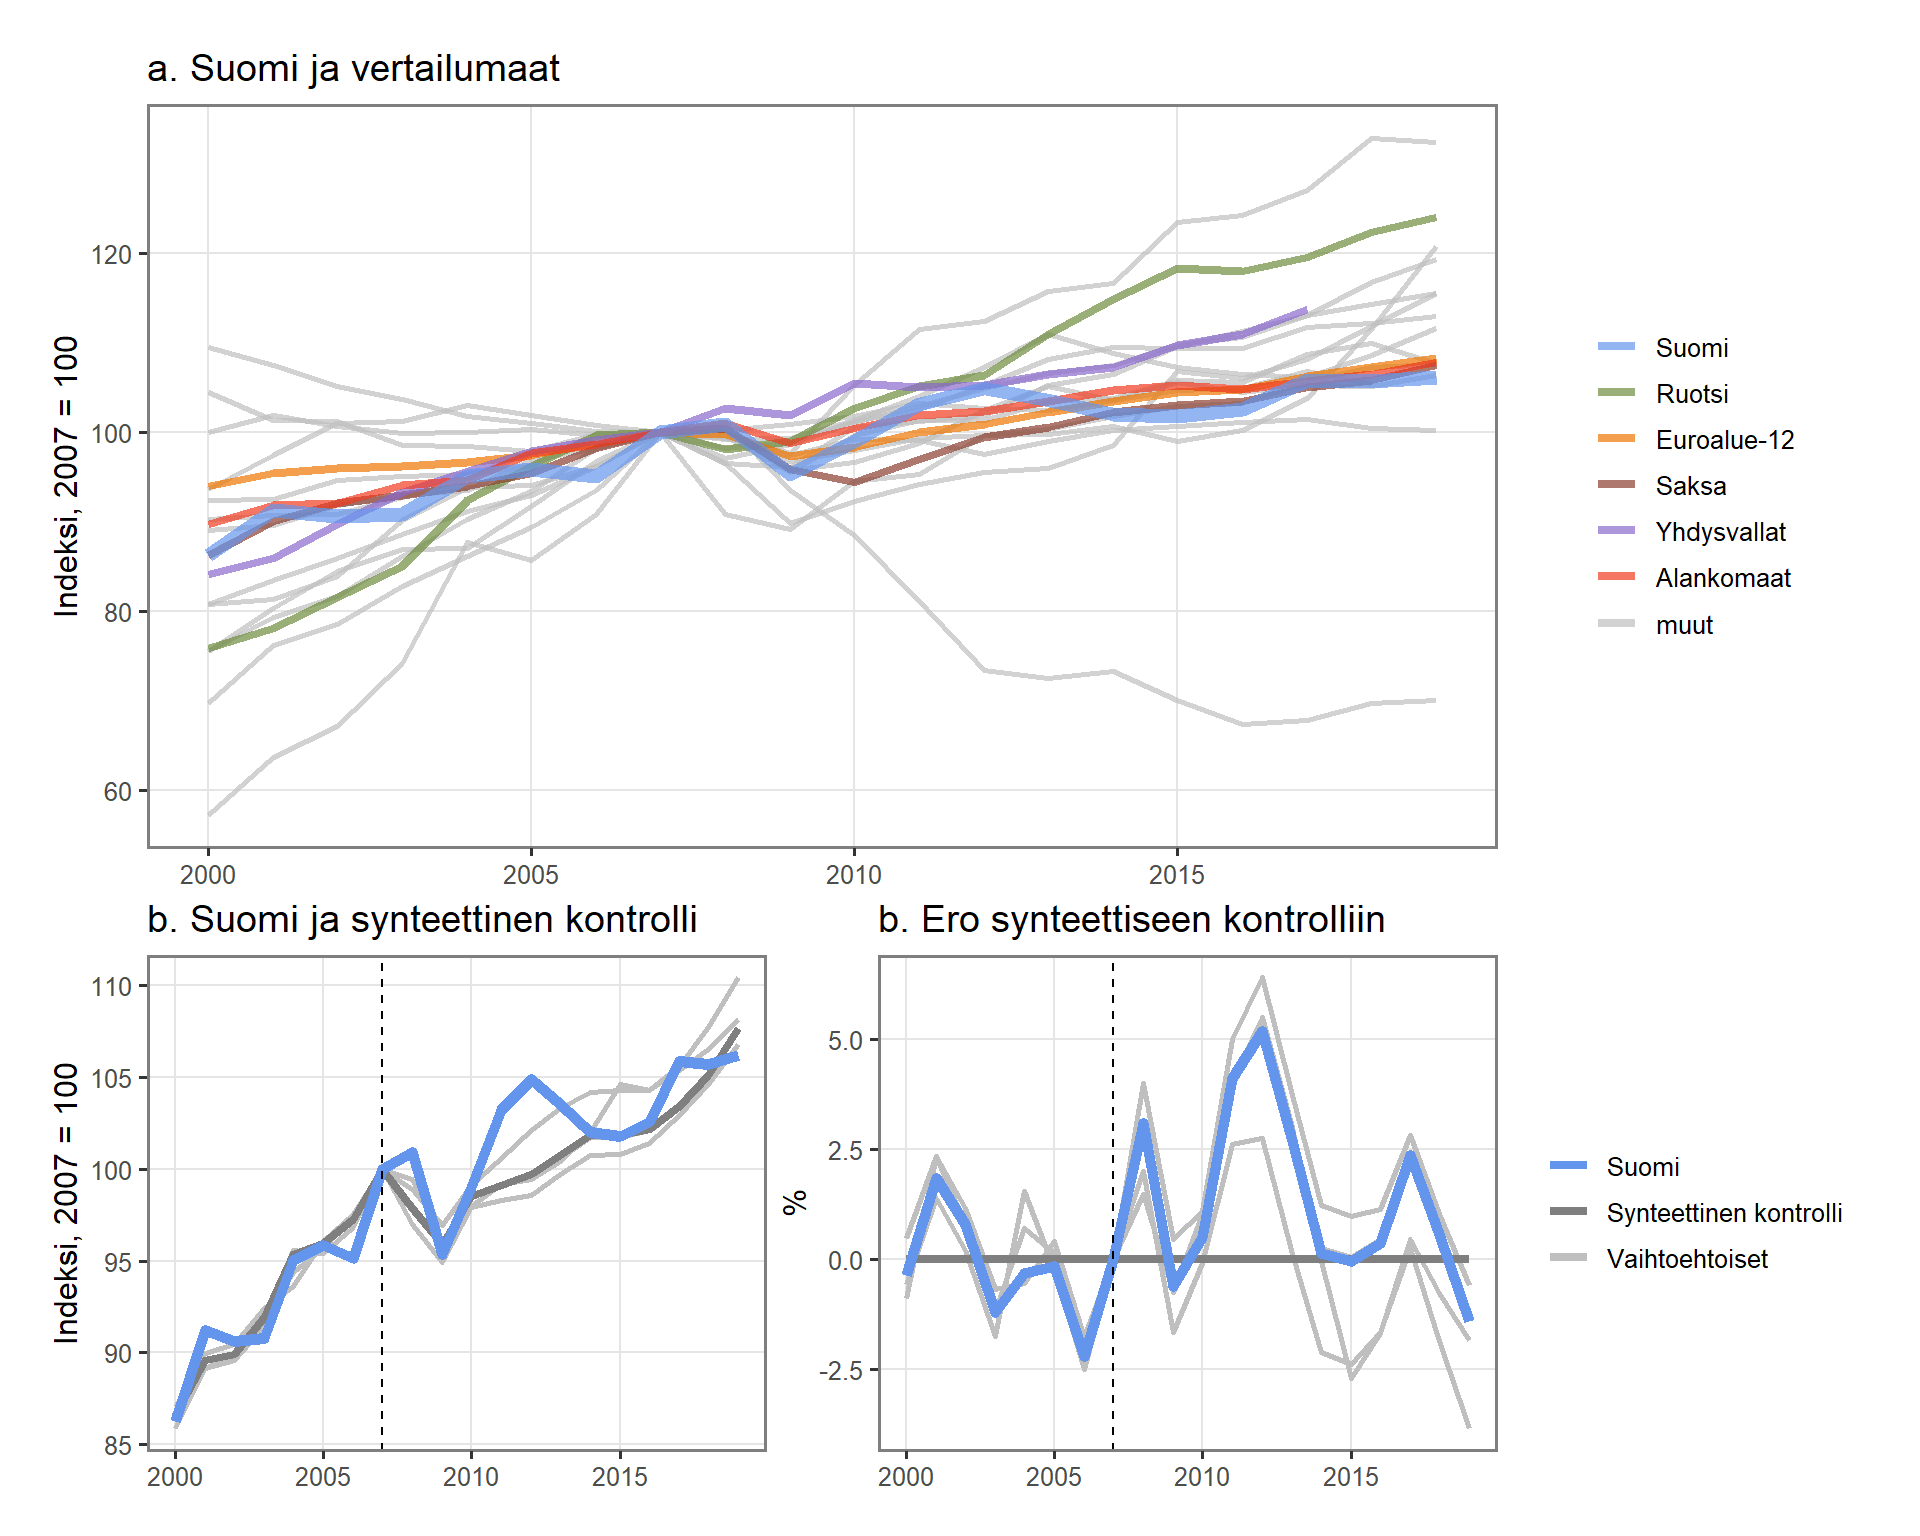 a. Suomi ja vertailumaat
Indeksi, 2007 = 100
120
100
80
60
2000
2005
2010
2015
Suomi
Ruotsi
Euroalue-12
Saksa
Yhdysvallat
Alankomaat
muut
b. Suomi ja synteettinen kontrolli
Indeksi, 2007 = 100
110
105
100
95
90
85
2000
2005
2010
2015
b. Ero synteettiseen kontrolliin
%
5.0
2.5
0.0
-2.5
2000
2005
2010
2015
Suomi
Synteettinen kontrolli
Vaihtoehtoiset